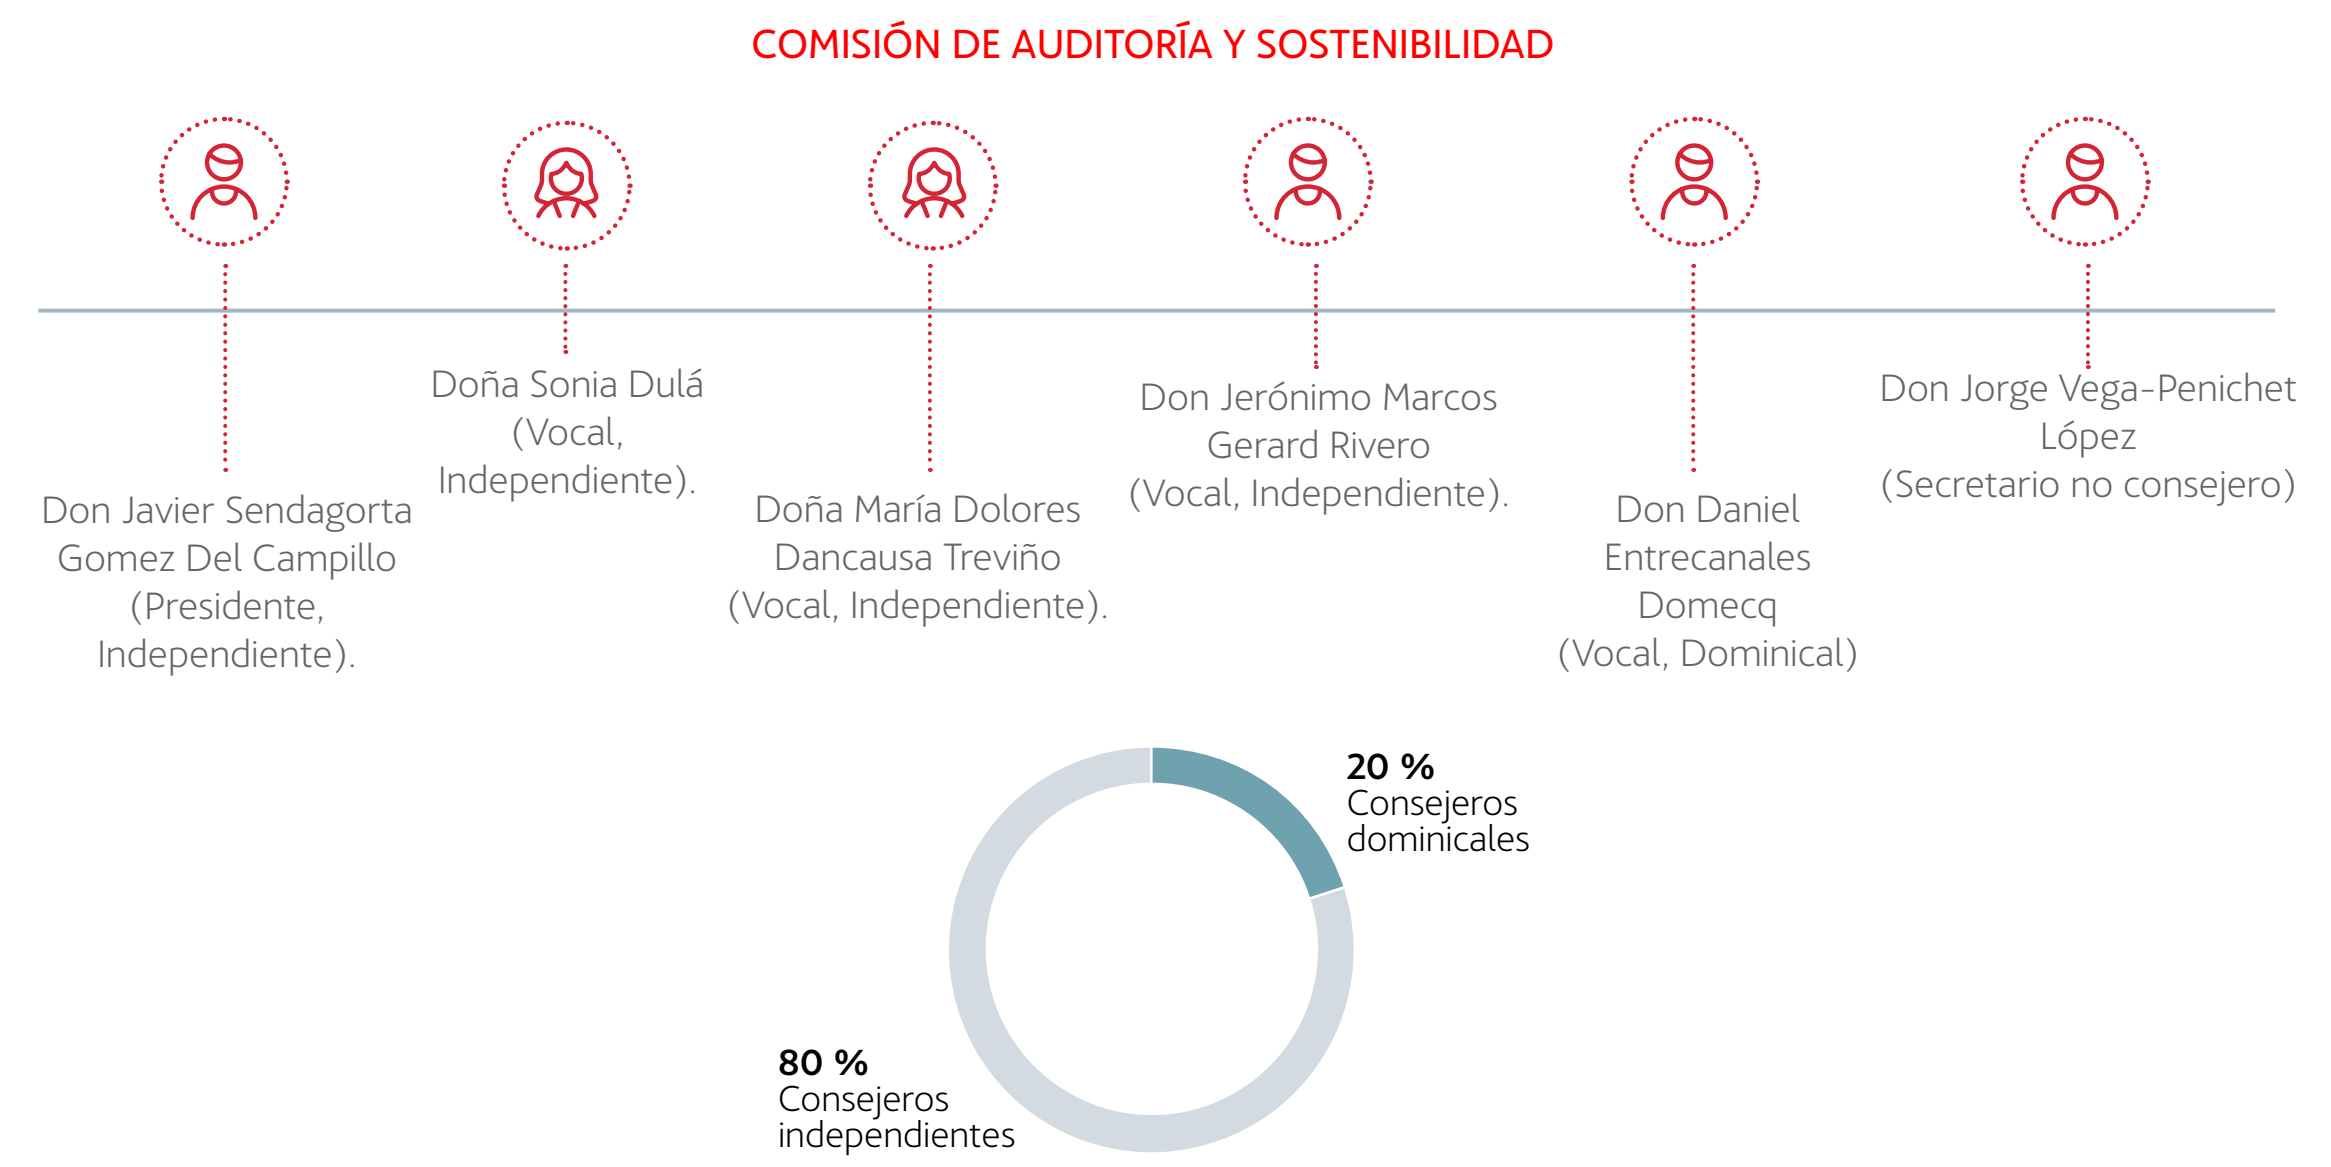 COMISIÓN DE AUDITORÍA Y SOSTENIBILIDAD
Don Javier Sendagorta
Gomez Del Campillo
(Presidente,
Independiente).
Doña Sonia Dulá
(Vocal,
Independiente).
Doña María Dolores
Dancausa Treviño
(Vocal, Independiente).
Don Jerónimo Marcos
Gerard Rivero
(Vocal, Independiente).
Don Daniel
Entrecanales
Domecq
(Vocal, Dominical)
Don Jorge Vega-Penichet
López
(Secretario no consejero)
20 %
Consejeros
dominicales
80 %
Consejeros
independientes